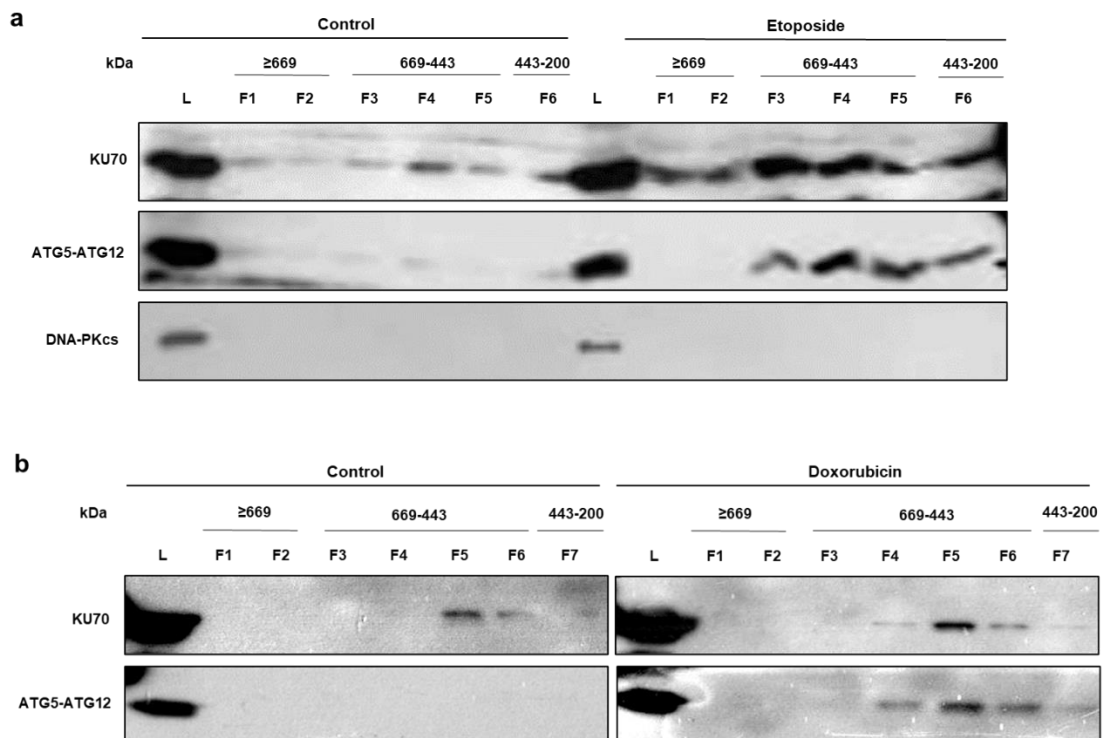 a
Control Etoposide
kDa ≥669 669-443 443-200 ≥669 669-443 443-200
L F1 F2 F3 F4 F5 F6 L F1 F2 F3 F4 F5 F6
KU70
ATG5-ATG12
DNA-PKcs
b
Control Doxorubicin
kDa ≥669 669-443 443-200 ≥669 669-443 443-200
L F1 F2 F3 F4 F5 F6 F7 L F1 F2 F3 F4 F5 F6 F7
KU70
ATG5-ATG12